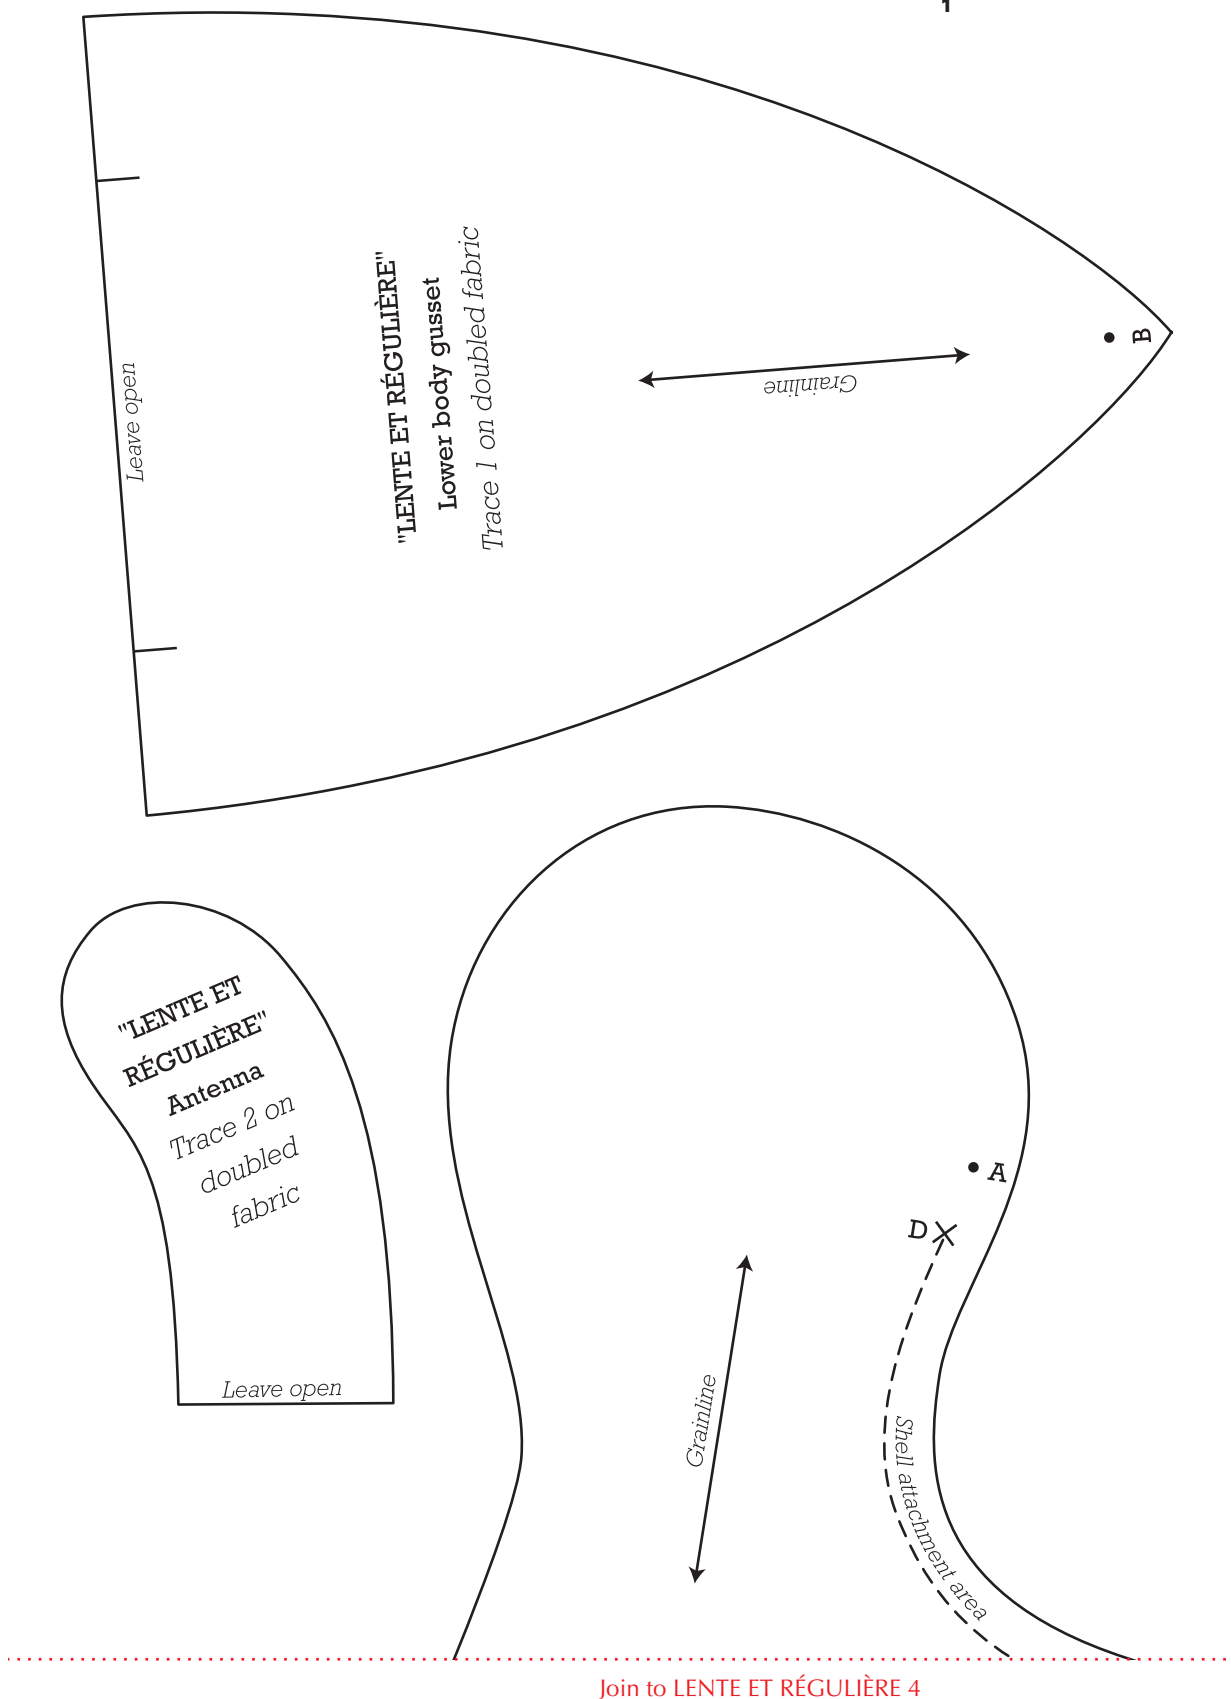 1
"LENTE ET RÉGULIÈRE"
Lower body gusset
Trace 1 on doubled fabric
Leave open
Grainline
B
"LENTE ET
RÉGULIÈRE"
Antenna
Trace 2 on
doubled
fabric
Leave open
A
D
Grainline
Shell attachment area
Join to LENTE ET RÉGULIÈRE 4